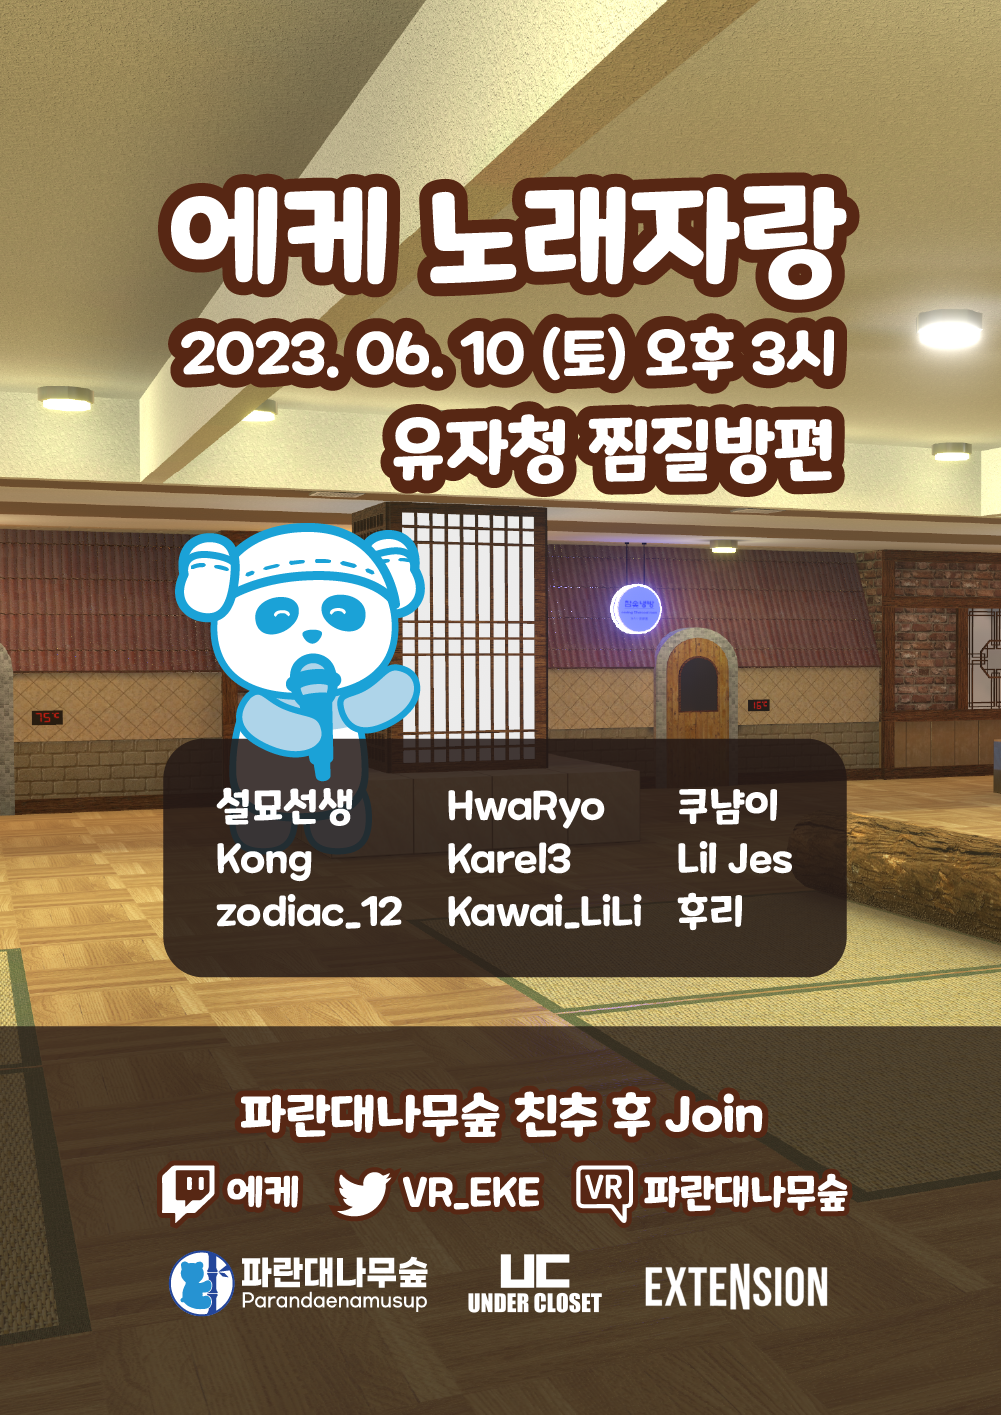 에케 노래자랑
2023. 06. 10 (토) 오후 3시
유자청 찜질방편
75℃
15℃
설묘선생 HwaRyo 쿠냠이
Kong Karel3 Lil Jes
zodiac_12 Kawai_LiLi 후리
파란대나무숲 친추 후 Join
에케 VR_EKE VR 파란대나무숲
파란대나무숲 UC EXTENSION
Parandaenamusup UNDER CLOSET